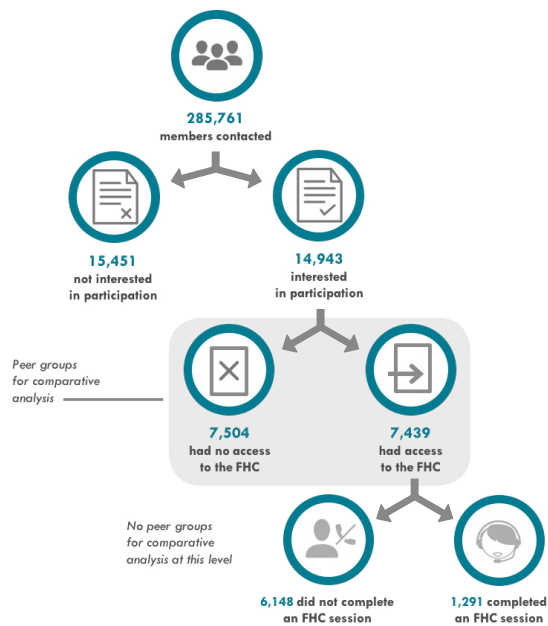 285,761
members contacted
15,451
not interested
in participation
14,943
interested
in participation
Peer groups
for comparative
analysis
7,504
had no access
to the FHC
7,439
had access
to the FHC
No peer groups
for comparative
analysis at this level
6,148 did not complete
an FHC session
1,291 completed
an FHC session